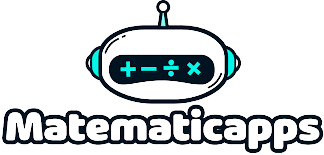 + − ÷ ×
Matematicapps